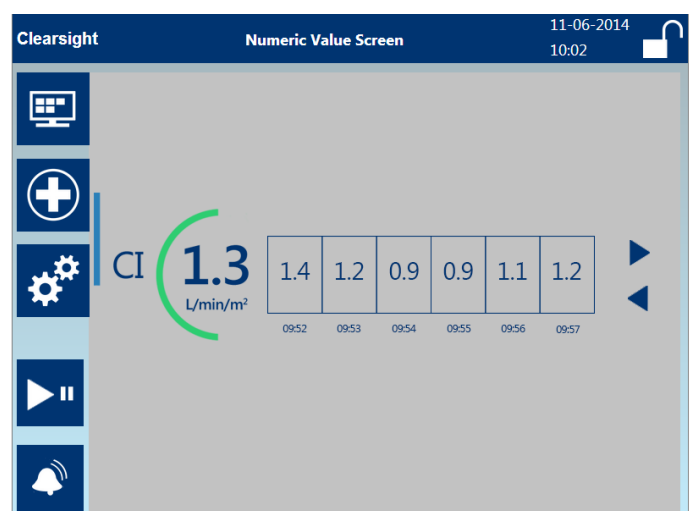 Clearsight
Numeric Value Screen
11-06-2014
10:02
CI
1.3
L/min/m²
1.4 1.2 0.9 0.9 1.1 1.2
09:52 09:53 09:54 09:55 09:56 09:57